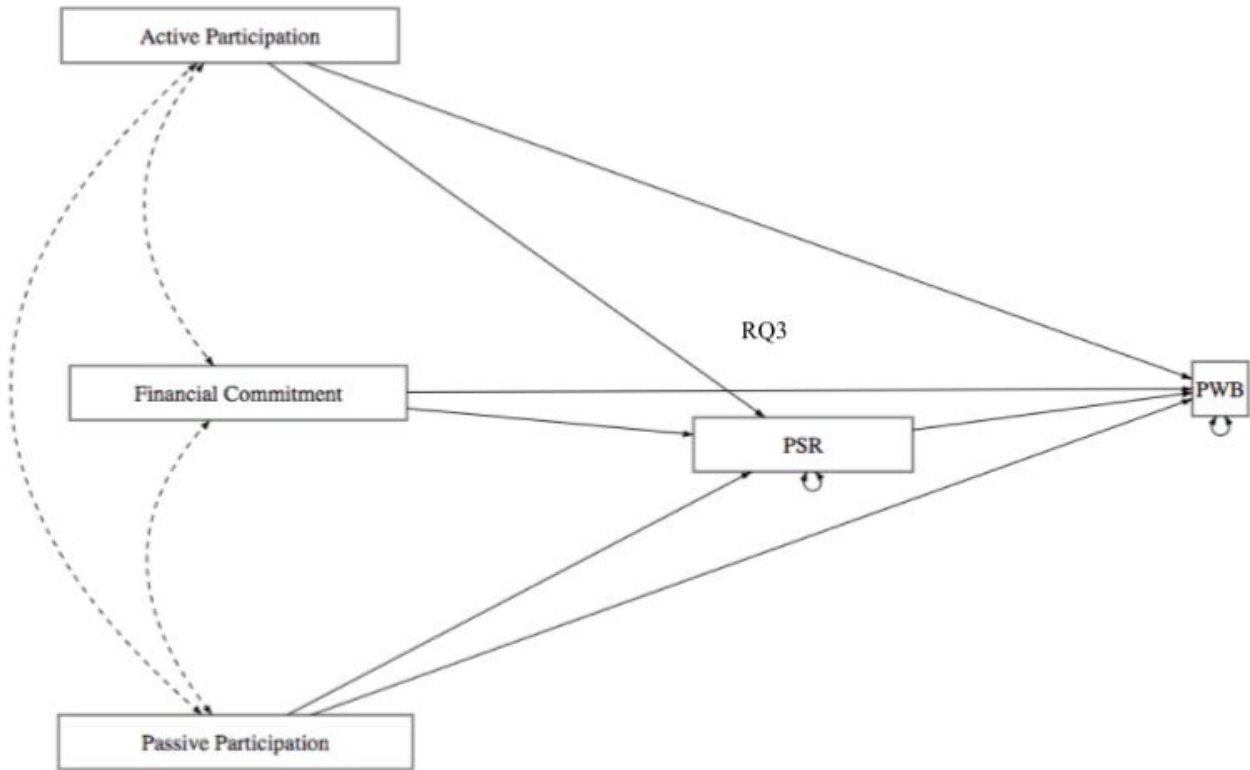 Active Participation
RQ3
Financial Commitment
PWB
PSR
Passive Participation